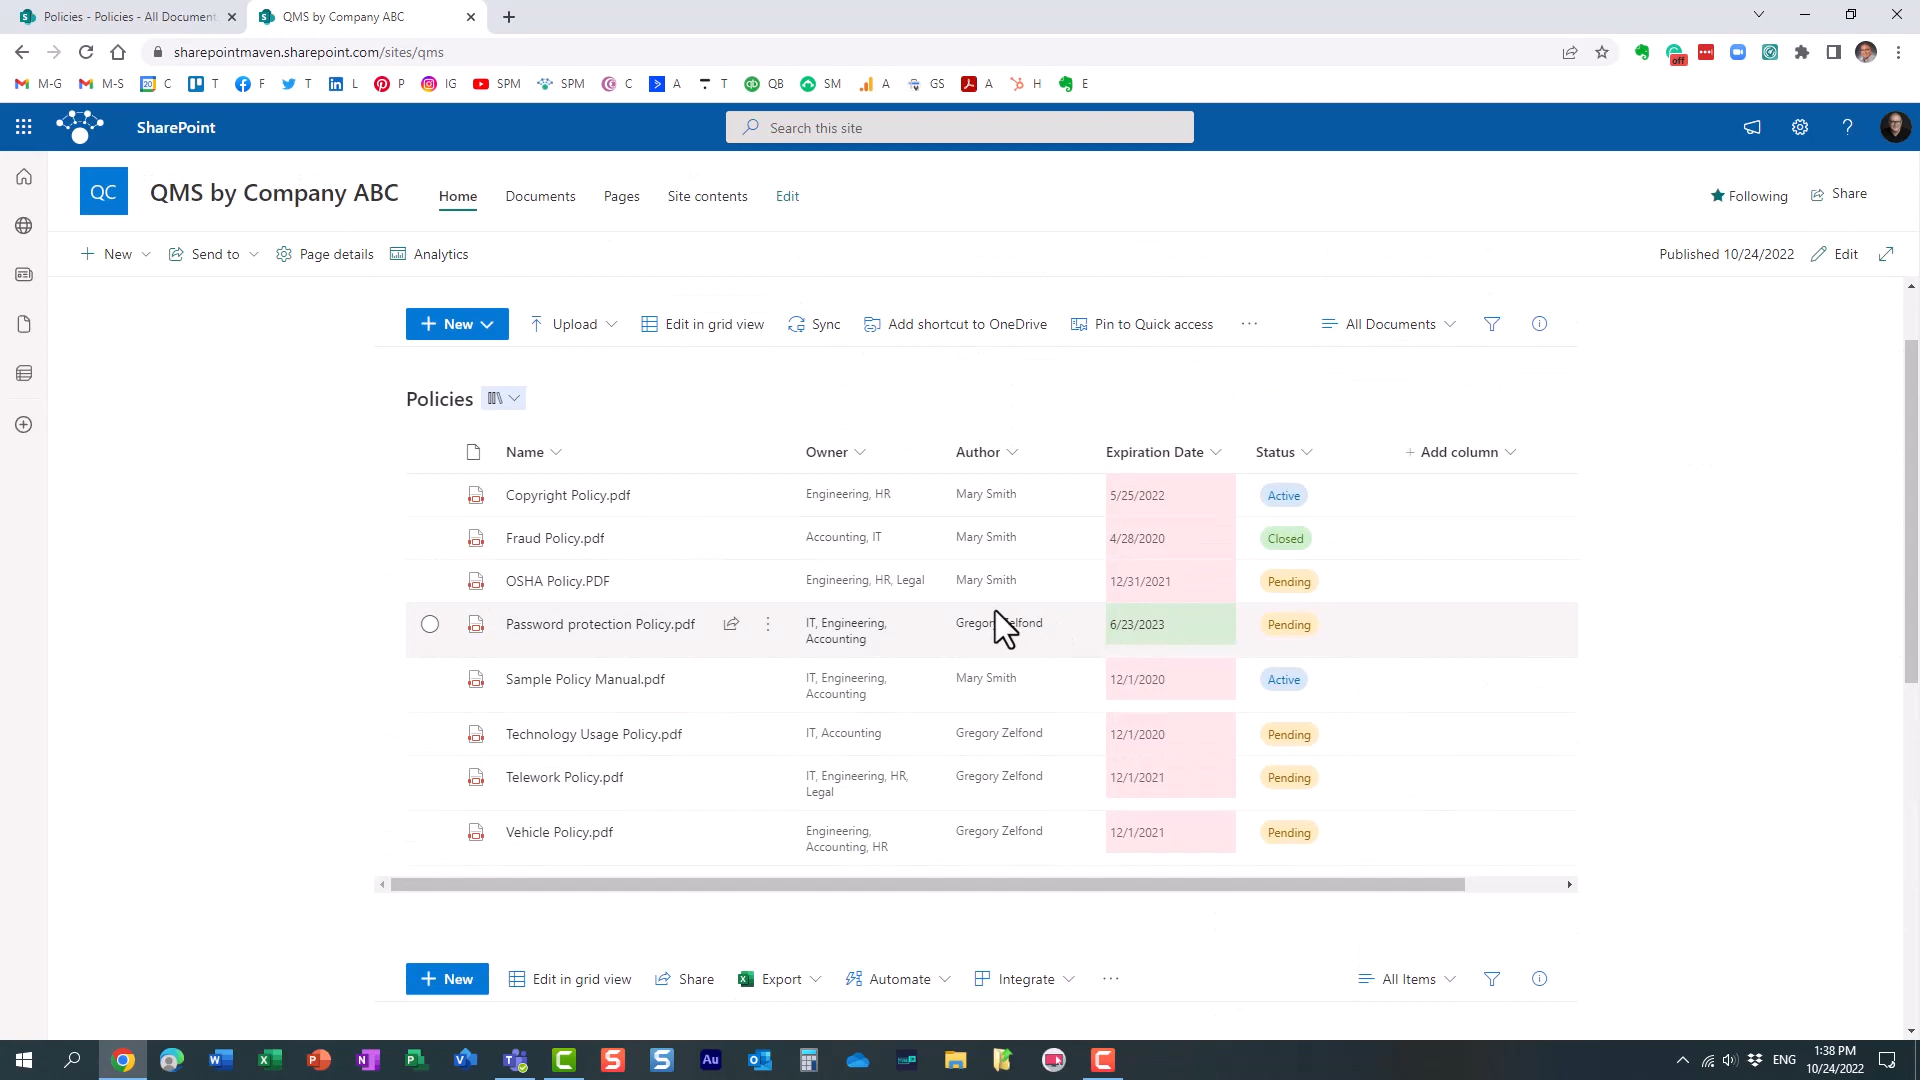 Policies - Policies - All Document
QMS by Company ABC
sharepointmaven.sharepoint.com/sites/qms
off
M-G
M-S
20
C
T
F
T
L
P
IG
SPM
SPM
C
A
T
QB
SM
A
GS
A
H
E
SharePoint
Search this site
QC
QMS by Company ABC
Home
Documents
Pages
Site contents
Edit
Following
Share
New
Send to
Page details
Analytics
Published 10/24/2022
Edit
New
Upload
Edit in grid view
Sync
Add shortcut to OneDrive
Pin to Quick access
All Documents
Policies
Name
Owner
Author
Expiration Date
Status
Add column
Copyright Policy.pdf
Engineering, HR
Mary Smith
5/25/2022
Active
Fraud Policy.pdf
Accounting, IT
Mary Smith
4/28/2020
Closed
OSHA Policy.PDF
Engineering, HR, Legal
Mary Smith
12/31/2021
Pending
Password protection Policy.pdf
IT, Engineering,
Accounting
Gregory Zelfond
6/23/2023
Pending
Sample Policy Manual.pdf
IT, Engineering,
Accounting
Mary Smith
12/1/2020
Active
Technology Usage Policy.pdf
IT, Accounting
Gregory Zelfond
12/1/2020
Pending
Telework Policy.pdf
IT, Engineering, HR,
Legal
Gregory Zelfond
12/1/2021
Pending
Vehicle Policy.pdf
Engineering,
Accounting, HR
Gregory Zelfond
12/1/2021
Pending
New
Edit in grid view
Share
Export
Automate
Integrate
All Items
ENG
1:38 PM
10/24/2022